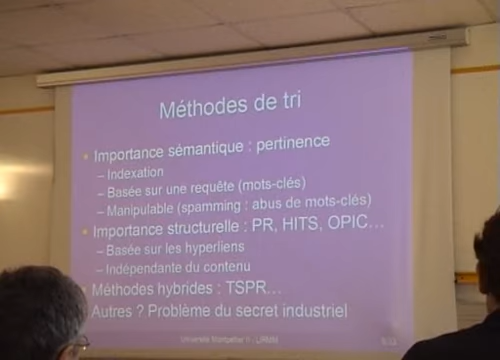 Méthodes de tri
• Importance sémantique : pertinence
– Indexation
– Basée sur une requête (mots-clés)
– Manipulable (spamming : abus de mots-clés)
• Importance structurelle : PR, HITS, OPIC…
– Basée sur les hyperliens
– Indépendante du contenu
• Méthodes hybrides : TSPR…
Autres ? Problème du secret industriel
Université Montpellier II - LIRMM